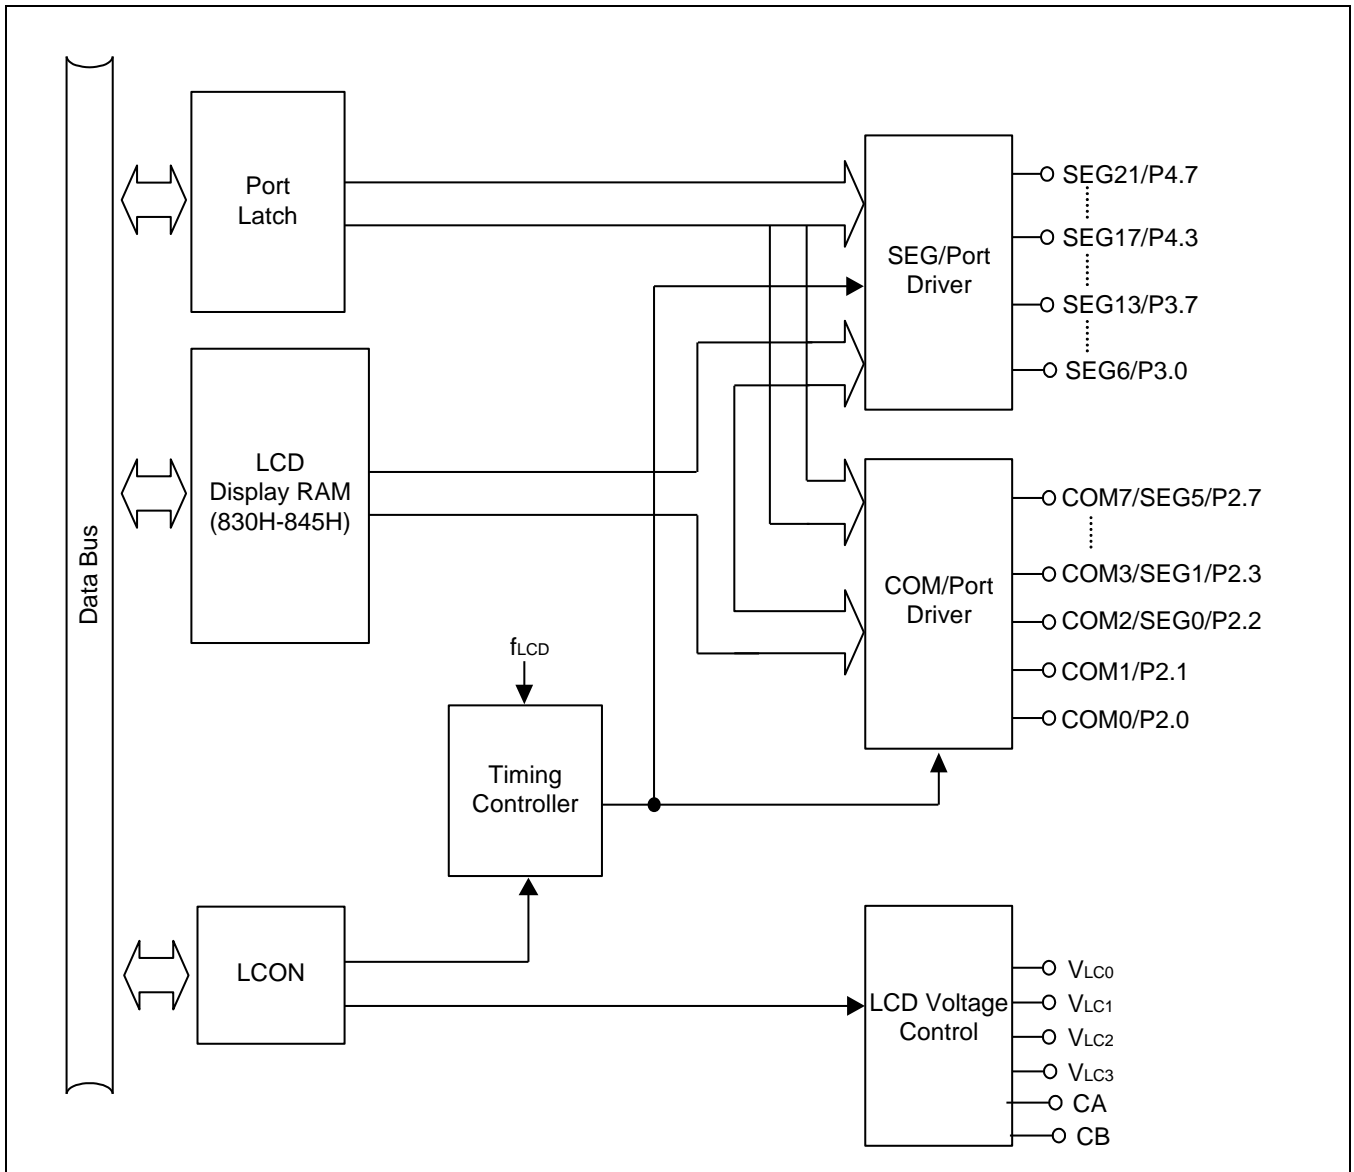 Data Bus
Port
Latch
LCD
Display RAM
(830H-845H)
fLCD
Timing
Controller
LCON
SEG/Port
Driver
SEG21/P4.7
SEG17/P4.3
SEG13/P3.7
SEG6/P3.0
COM/Port
Driver
COM7/SEG5/P2.7
COM3/SEG1/P2.3
COM2/SEG0/P2.2
COM1/P2.1
COM0/P2.0
LCD Voltage
Control
VLC0
VLC1
VLC2
VLC3
CA
CB